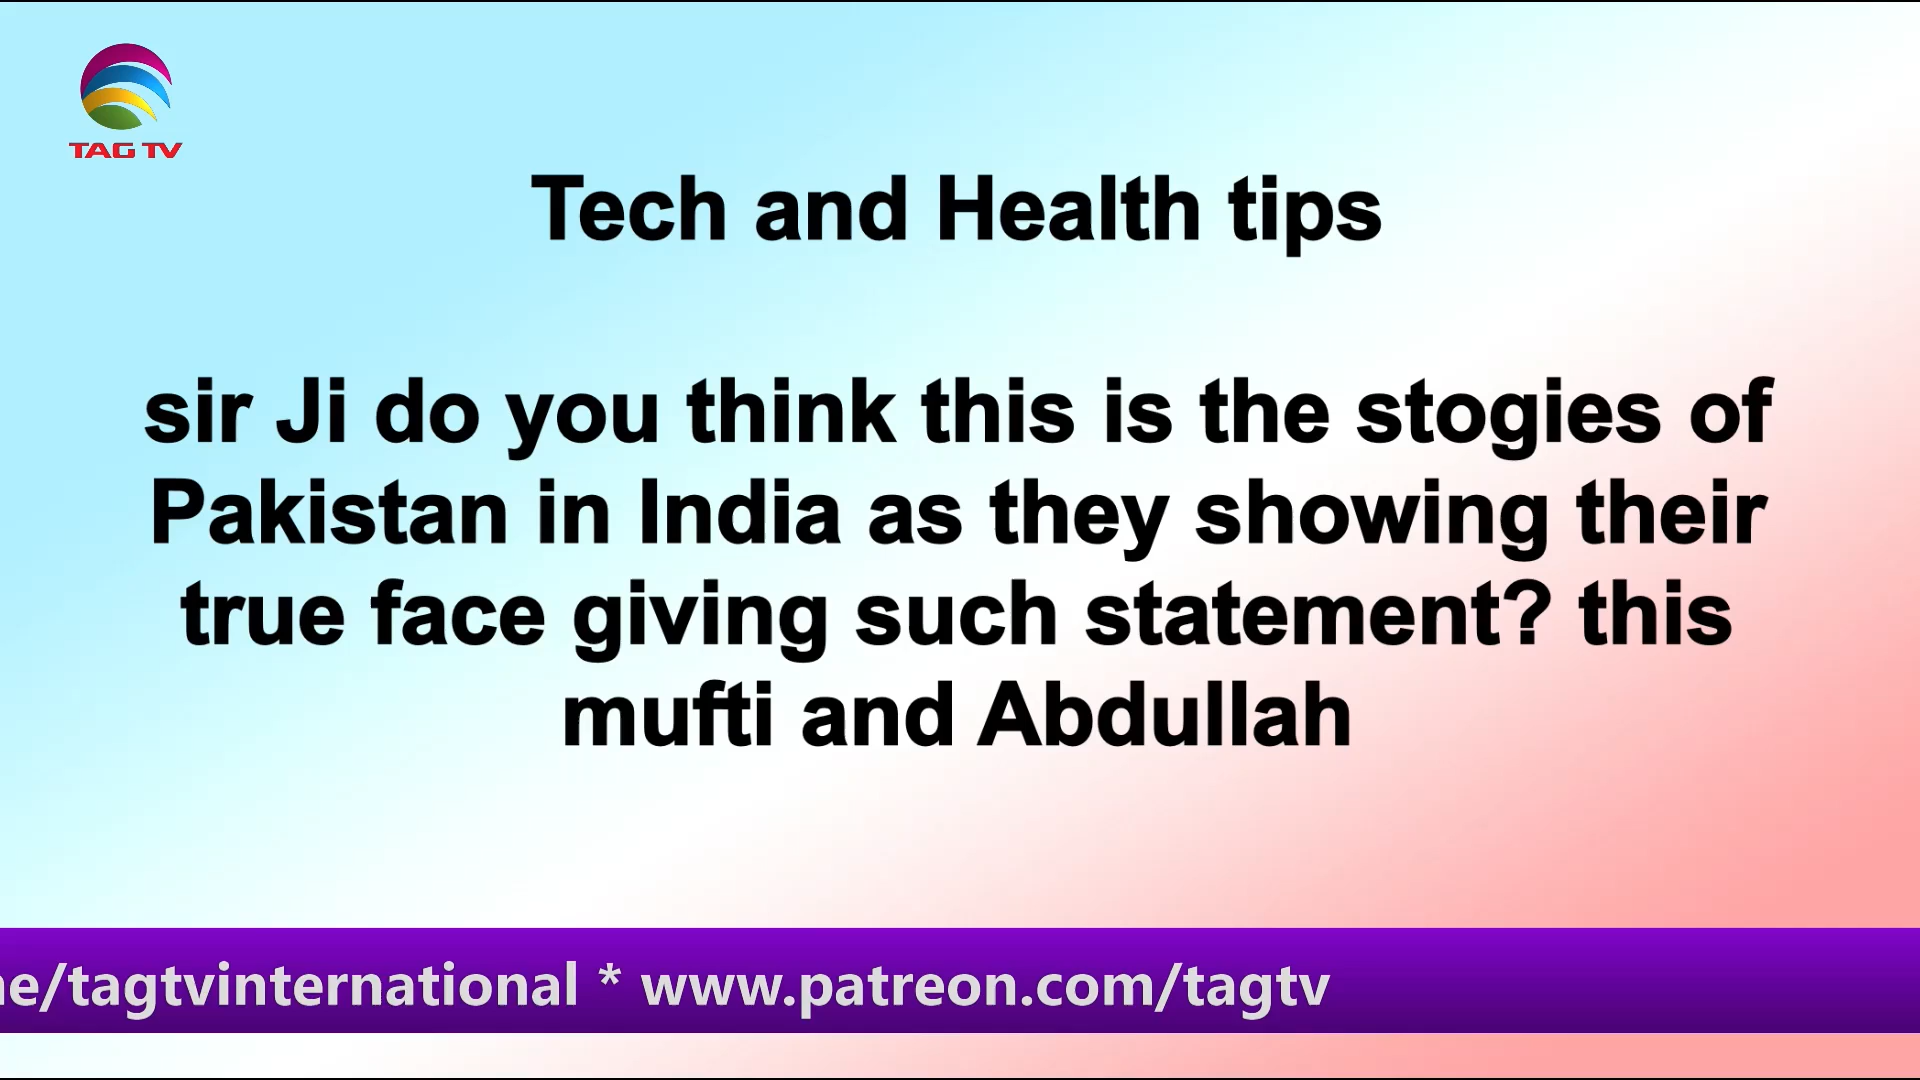 TAG TV
Tech and Health tips
sir Ji do you think this is the stogies of
Pakistan in India as they showing their
true face giving such statement? this
mufti and Abdullah
e/tagtvinternational * www.patreon.com/tagtv